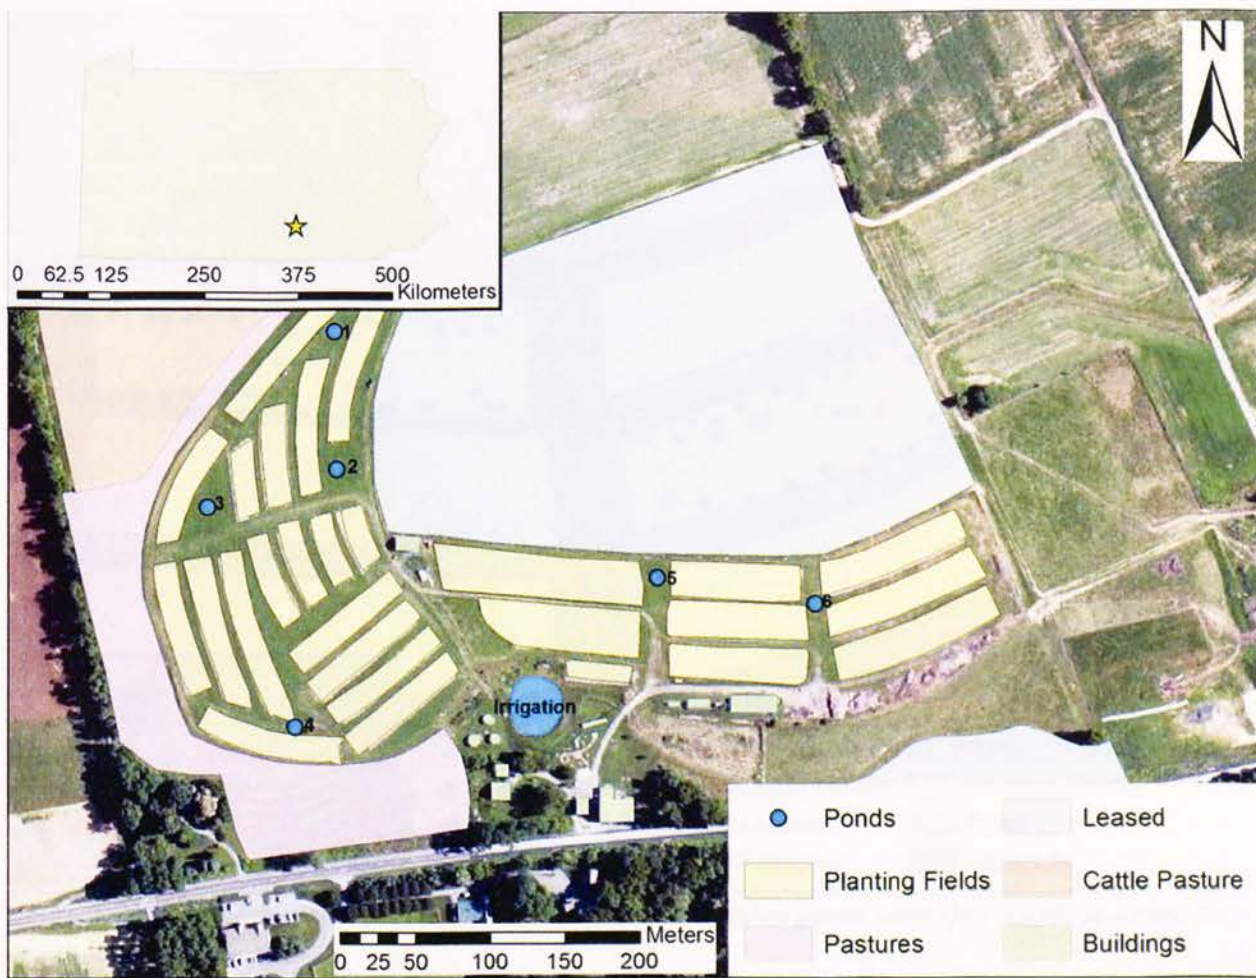 N
0 62.5 125 250 375 500
Kilometers
1
2
3
4
5
6
Irrigation
Ponds
Leased
Planting Fields
Cattle Pasture
Pastures
Buildings
Meters
0 25 50 100 150 200